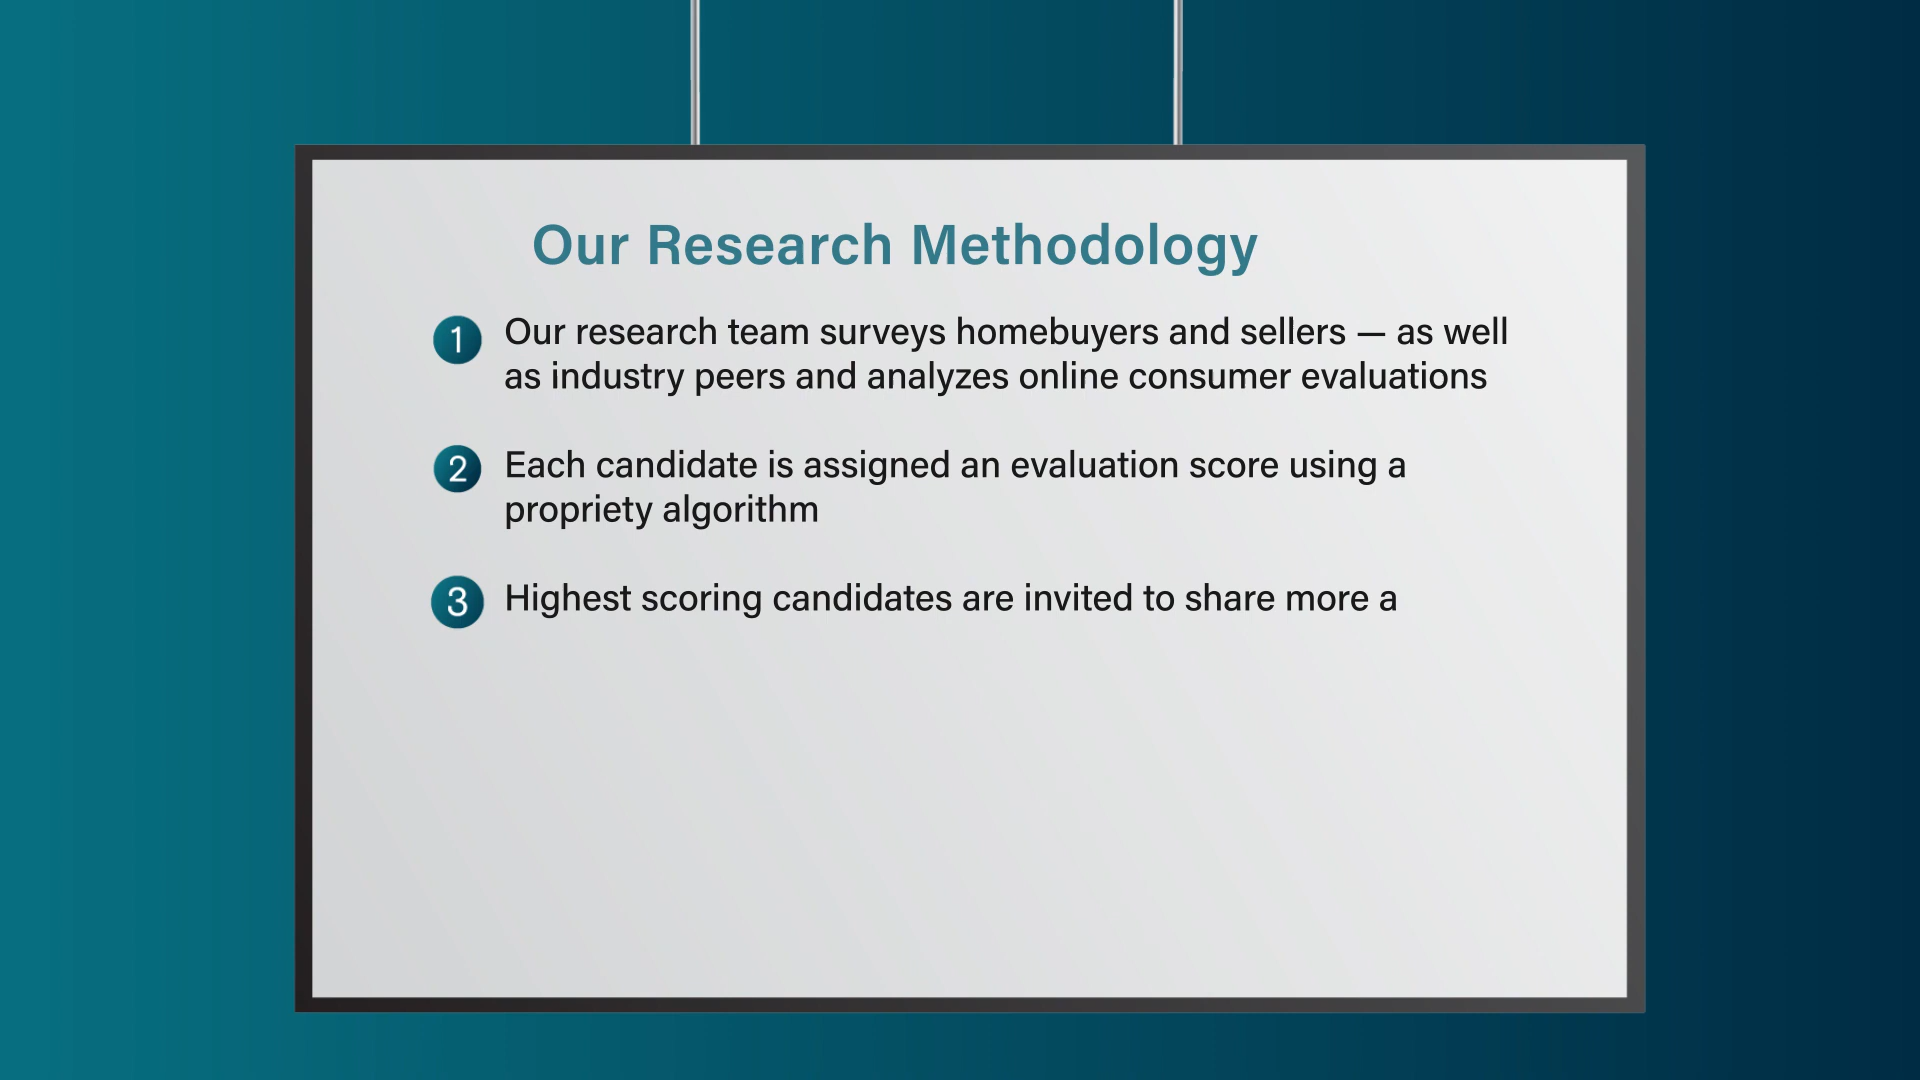 Our Research Methodology
1 Our research team surveys homebuyers and sellers — as well
as industry peers and analyzes online consumer evaluations
2 Each candidate is assigned an evaluation score using a
propriety algorithm
3 Highest scoring candidates are invited to share more a